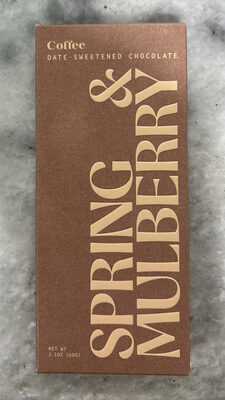 Coffee
DATE SWEETENED CHOCOLATE
SPRING &
MULBERRY
NET WT
2.1OZ (60G)